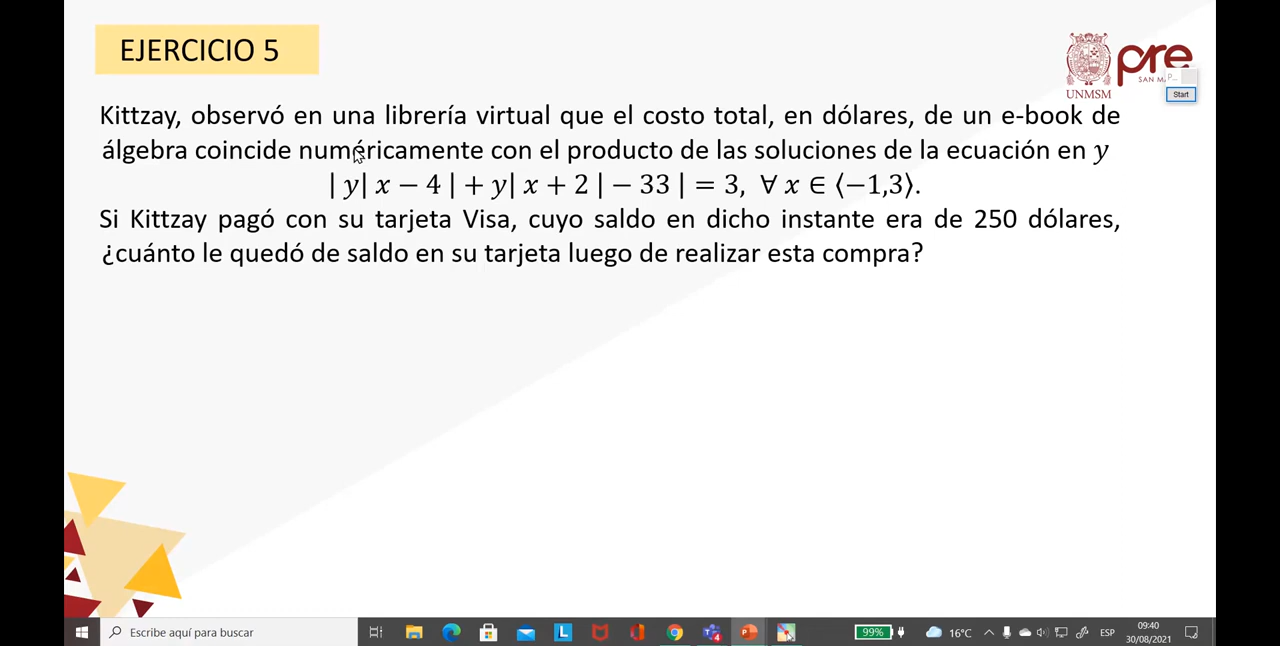 EJERCICIO 5
pre
SAN M
P...
UNMSM
Start
Kittzay, observó en una librería virtual que el costo total, en dólares, de un e-book de
álgebra coincide numéricamente con el producto de las soluciones de la ecuación en y
| y| x − 4 | + y| x + 2 | − 33 | = 3, ∀ x ∈ ⟨−1,3⟩.
Si Kittzay pagó con su tarjeta Visa, cuyo saldo en dicho instante era de 250 dólares,
¿cuánto le quedó de saldo en su tarjeta luego de realizar esta compra?
Escribe aquí para buscar
L
99%
16°C
ESP
09:40
30/08/2021